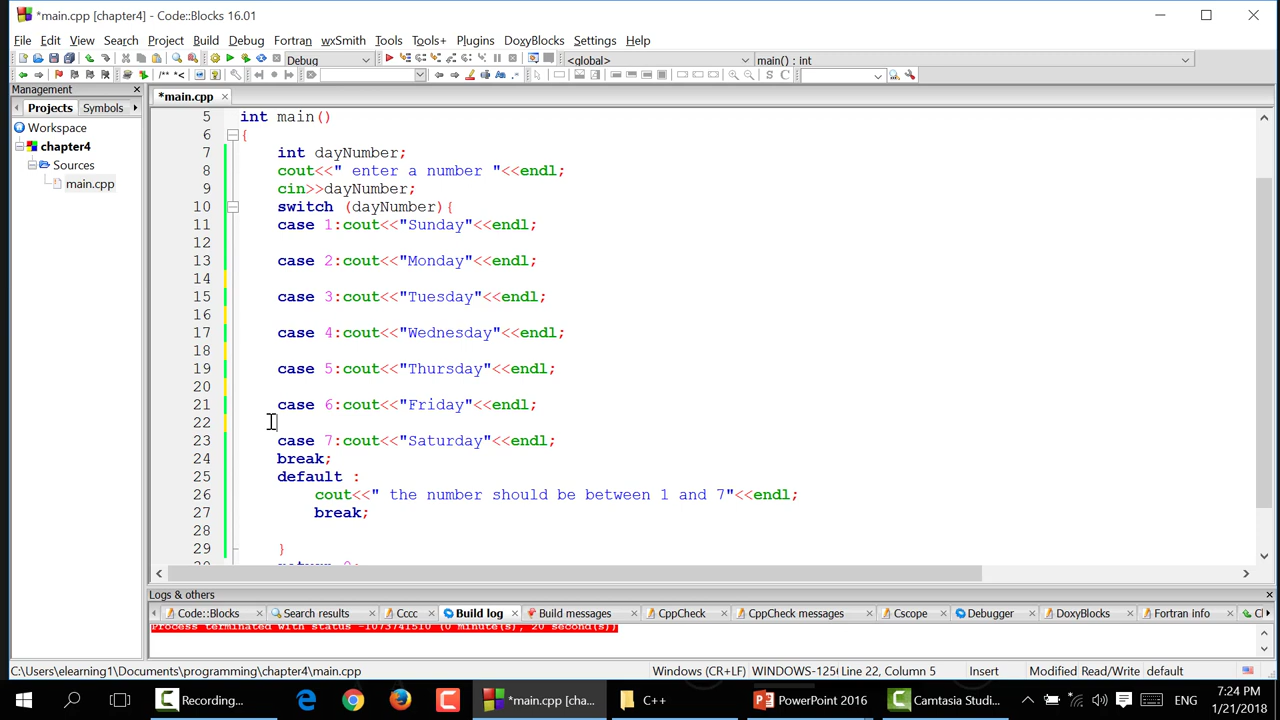 *main.cpp [chapter4] - Code::Blocks 16.01
File Edit View Search Project Build Debug Fortran wxSmith Tools Tools+ Plugins DoxyBlocks Settings Help
Debug <global> main() : int
/** *< Aa .* S C
Management
Projects Symbols
Workspace
chapter4
Sources
main.cpp
*main.cpp
5 int main()
6 {
7 int dayNumber;
8 cout<<" enter a number "<<endl;
9 cin>>dayNumber;
10 switch (dayNumber){
11 case 1:cout<<"Sunday"<<endl;
12
13 case 2:cout<<"Monday"<<endl;
14
15 case 3:cout<<"Tuesday"<<endl;
16
17 case 4:cout<<"Wednesday"<<endl;
18
19 case 5:cout<<"Thursday"<<endl;
20
21 case 6:cout<<"Friday"<<endl;
22
23 case 7:cout<<"Saturday"<<endl;
24 break;
25 default :
26 cout<<" the number should be between 1 and 7"<<endl;
27 break;
28
29 }
30 return 0;
Logs & others
Code::Blocks Search results Cccc Build log Build messages CppCheck CppCheck messages Cscope Debugger DoxyBlocks Fortran info Cl
Process terminated with status -1073741510 (0 minute(s), 20 second(s))
C:\Users\elearning1\Documents\programming\chapter4\main.cpp Windows (CR+LF) WINDOWS-125 Line 22, Column 5 Insert Modified Read/Write default
Recording... *main.cpp [cha... C++ PowerPoint 2016 Camtasia Studi... ENG 7:24 PM
1/21/2018